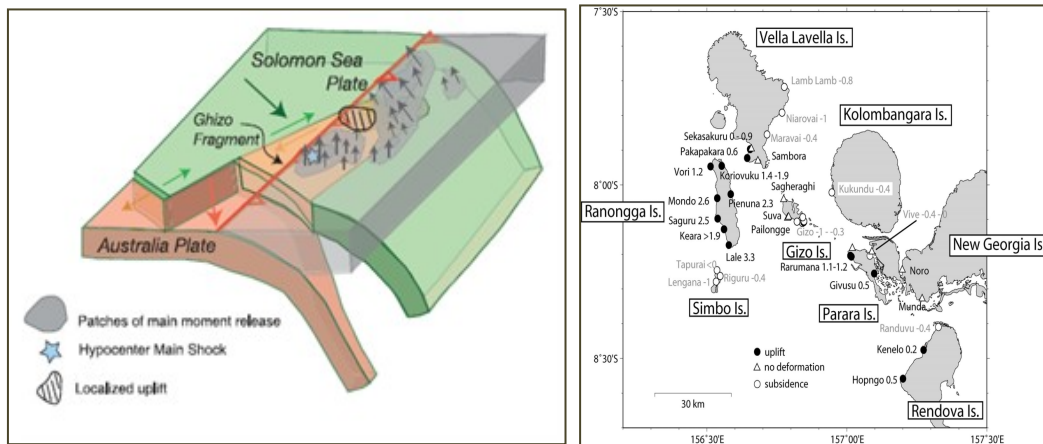 Solomon Sea
Plate
Ghizo
Fragment
Australia Plate
Patches of main moment release
Hypocenter Main Shock
Localized uplift
7°30'S
Vella Lavella Is.
Lamb Lamb -0.8
Kolombangara Is.
Niarovai -1
Maravai -0.4
Sekasakuru 0 - 0.9
Pakapakara 0.6
Sambora
8°00'S
Vori 1.2
Koriovuku 1.4 -1.9
Sagheraghi
Kukundu -0.4
Mondo 2.6
Pienuna 2.3
Ranongga Is.
Suva
Vive -0.4 - 0
Saguru 2.5
Pailongge
Gizo -1 - -0.3
Keara >1.9
New Georgia Is
Lale 3.3
Gizo Is.
Rarumana 1.1-1.2
Noro
Tapurai <0
Riguru -0.4
Lengana -1
Givusu 0.5
Simbo Is.
Parara Is.
Munda
Randuvu -0.4
Kenelo 0.2
uplift
no deformation
subsidence
8°30'S
Hopngo 0.5
30 km
Rendova Is.
156°30'E
157°00'E
157°30'E